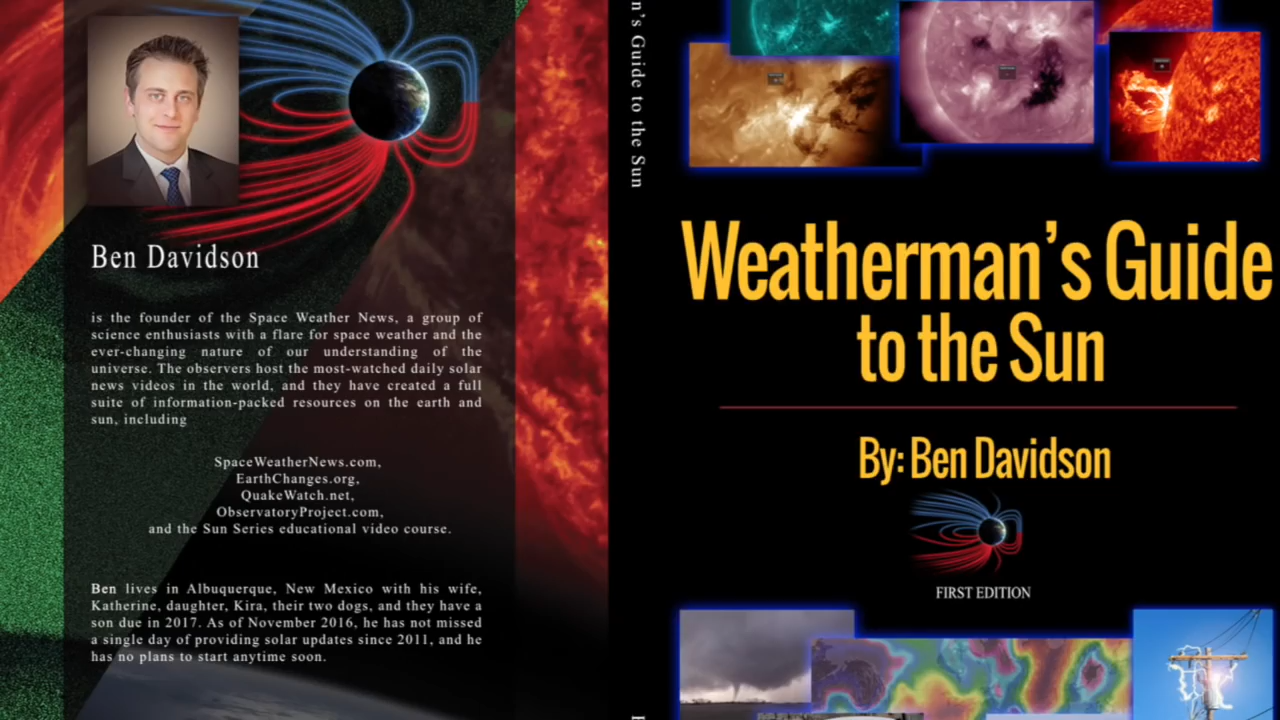 Ben Davidson
is the founder of the Space Weather News, a group of
science enthusiasts with a flare for space weather and the
ever-changing nature of our understanding of the
universe. The observers host the most-watched daily solar
news videos in the world, and they have created a full
suite of information-packed resources on the earth and
sun, including
SpaceWeatherNews.com,
EarthChanges.org,
QuakeWatch.net,
ObservatoryProject.com,
and the Sun Series educational video course.
Ben lives in Albuquerque, New Mexico with his wife,
Katherine, daughter, Kira, their two dogs, and they have a
son due in 2017. As of November 2016, he has not missed
a single day of providing solar updates since 2011, and he
has no plans to start anytime soon.
n's Guide to the Sun
Weatherman's Guide
to the Sun
By: Ben Davidson
FIRST EDITION